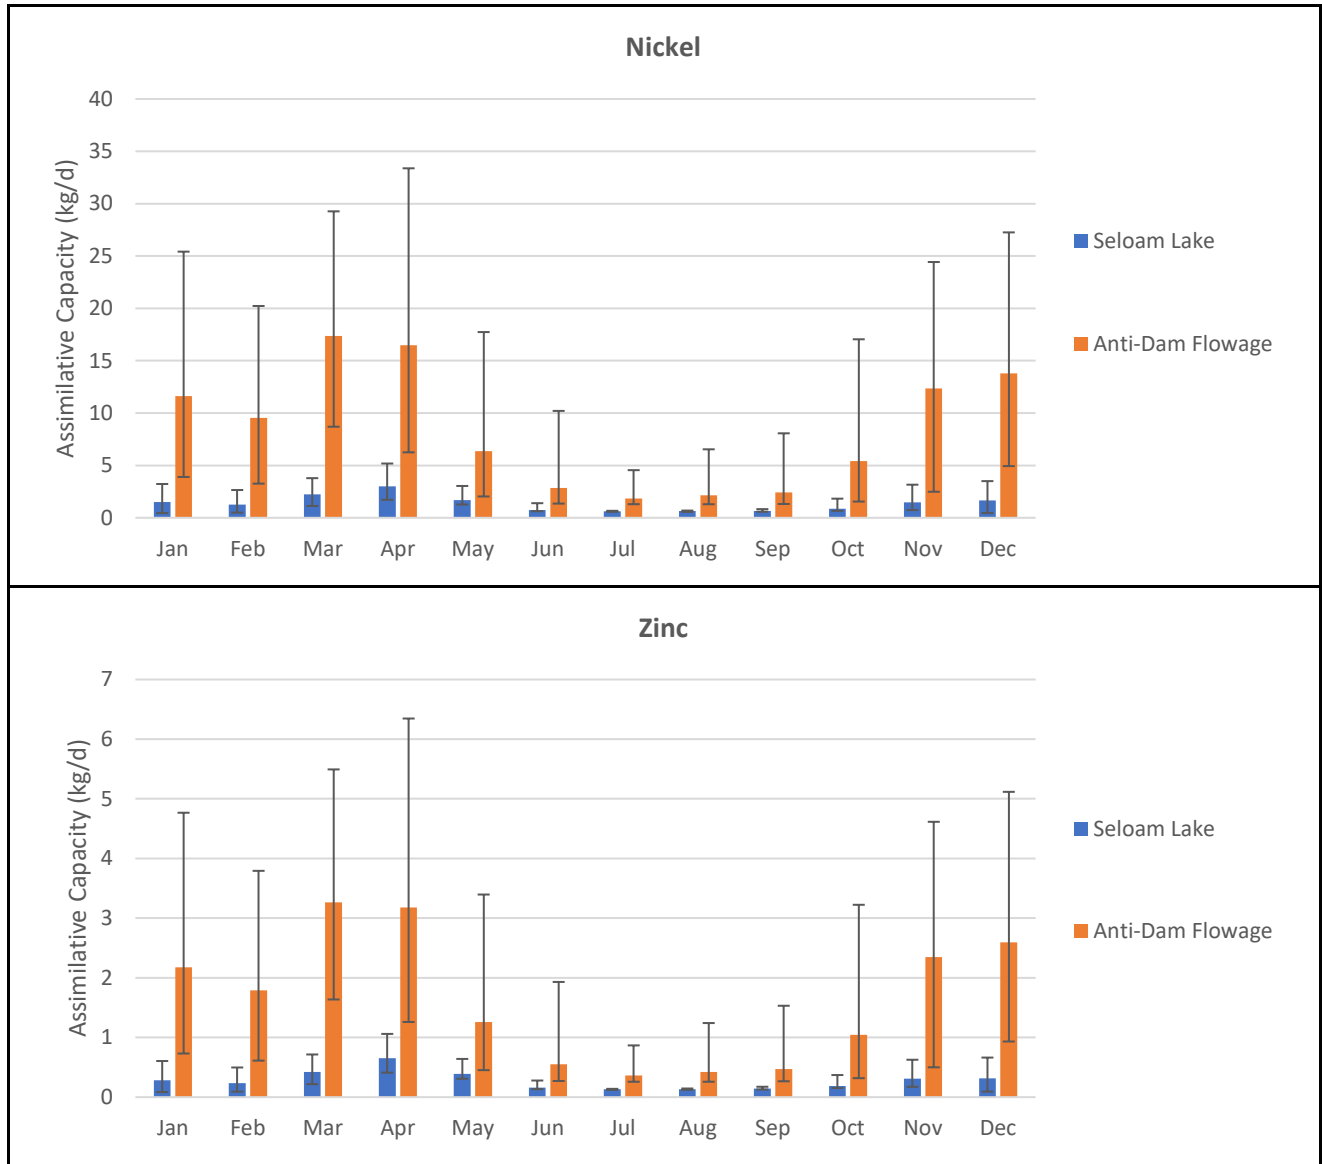 Nickel
40
35
30
25
20
15
10
5
0
Assimilative Capacity (kg/d)
Jan Feb Mar Apr May Jun Jul Aug Sep Oct Nov Dec
Seloam Lake
Anti-Dam Flowage
Zinc
7
6
5
4
3
2
1
0
Assimilative Capacity (kg/d)
Jan Feb Mar Apr May Jun Jul Aug Sep Oct Nov Dec
Seloam Lake
Anti-Dam Flowage